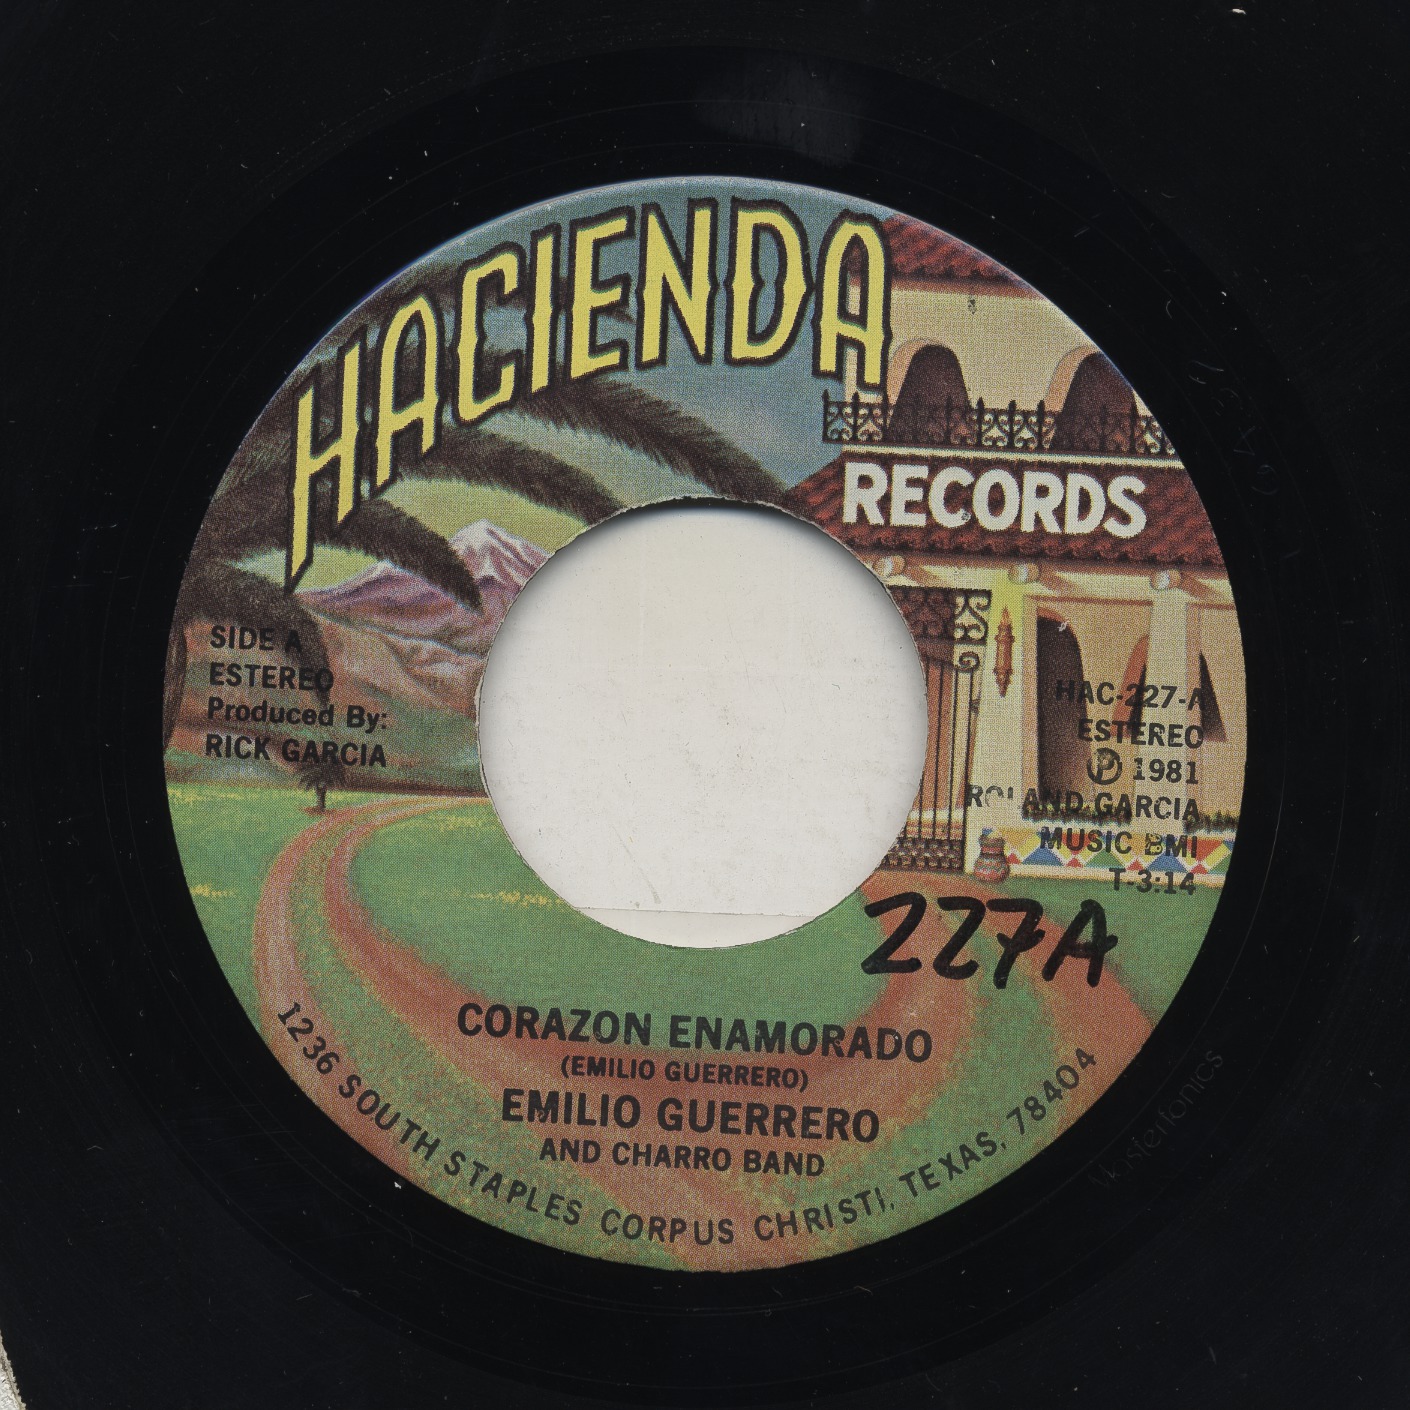 HACIENDA
RECORDS
SIDE A
ESTEREO
Produced By:
RICK GARCIA
HAC-227-A
ESTEREO
Ⓟ 1981
ROLAND GARCIA
MUSIC BMI
T-3:14
227A
CORAZON ENAMORADO
(EMILIO GUERRERO)
EMILIO GUERRERO
AND CHARRO BAND
1236 SOUTH STAPLES CORPUS CHRISTI, TEXAS, 78404
Masterfonics